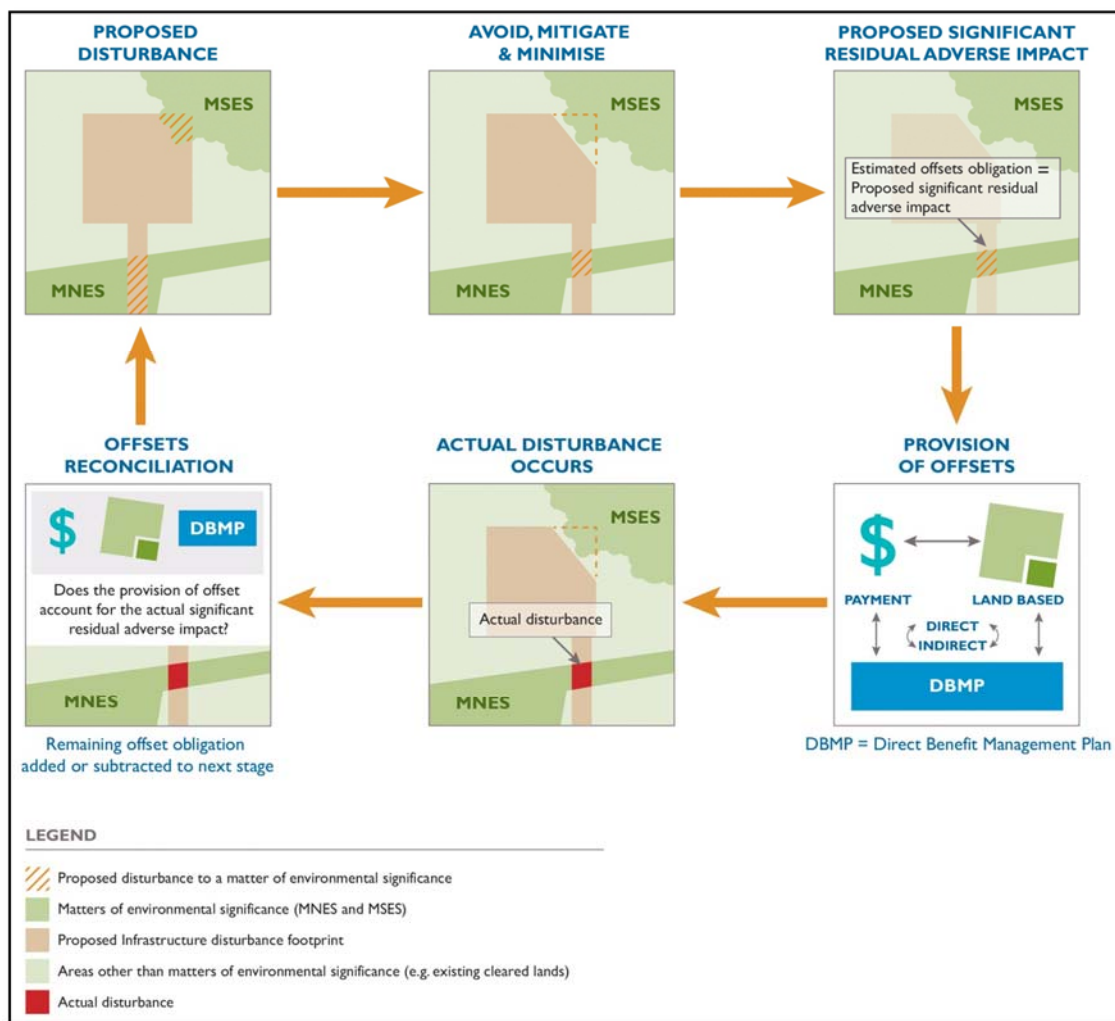 PROPOSED
DISTURBANCE
MSES
MNES
AVOID, MITIGATE
& MINIMISE
MSES
MNES
PROPOSED SIGNIFICANT
RESIDUAL ADVERSE IMPACT
MSES
Estimated offsets obligation =
Proposed significant residual
adverse impact
MNES
OFFSETS
RECONCILIATION
$
DBMP
Does the provision of offset
account for the actual significant
residual adverse impact?
MNES
Remaining offset obligation
added or subtracted to next stage
ACTUAL DISTURBANCE
OCCURS
MSES
Actual disturbance
MNES
PROVISION
OF OFFSETS
$
PAYMENT
LAND BASED
DIRECT
INDIRECT
DBMP
DBMP = Direct Benefit Management Plan
LEGEND
Proposed disturbance to a matter of environmental significance
Matters of environmental significance (MNES and MSES)
Proposed Infrastructure disturbance footprint
Areas other than matters of environmental significance (e.g. existing cleared lands)
Actual disturbance